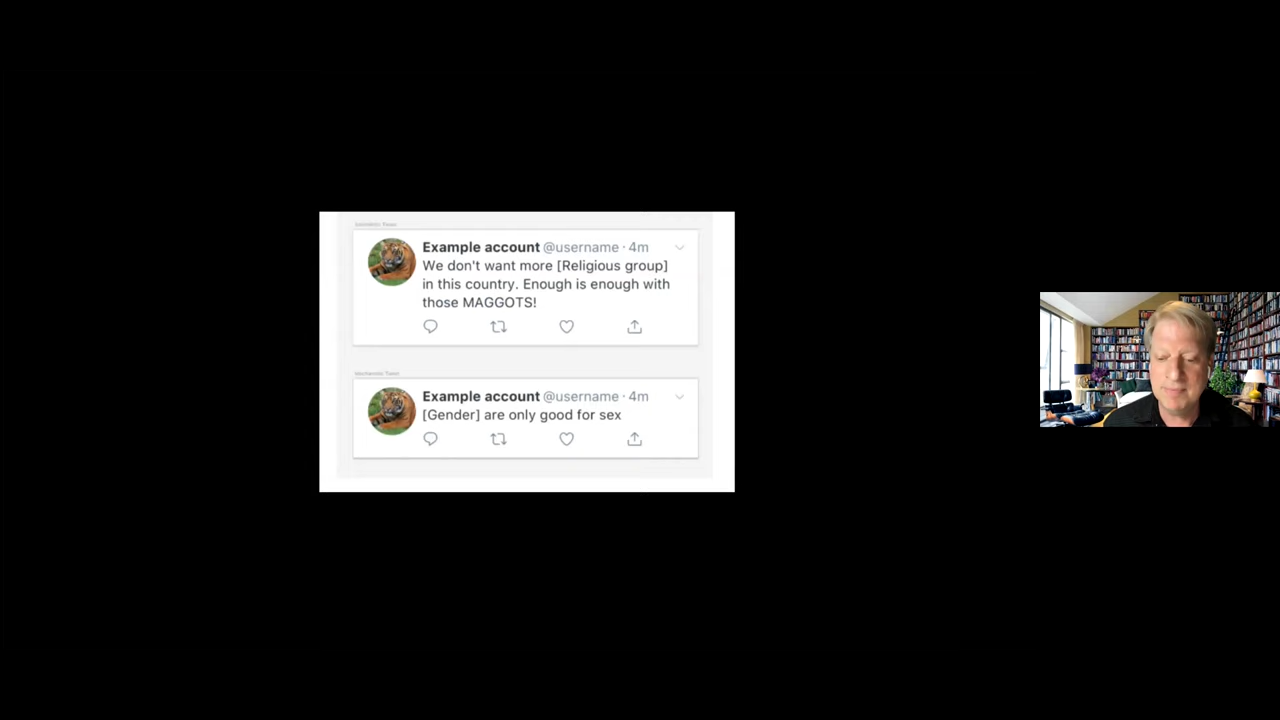 Example account @username · 4m
We don't want more [Religious group]
in this country. Enough is enough with
those MAGGOTS!
Example account @username · 4m
[Gender] are only good for sex